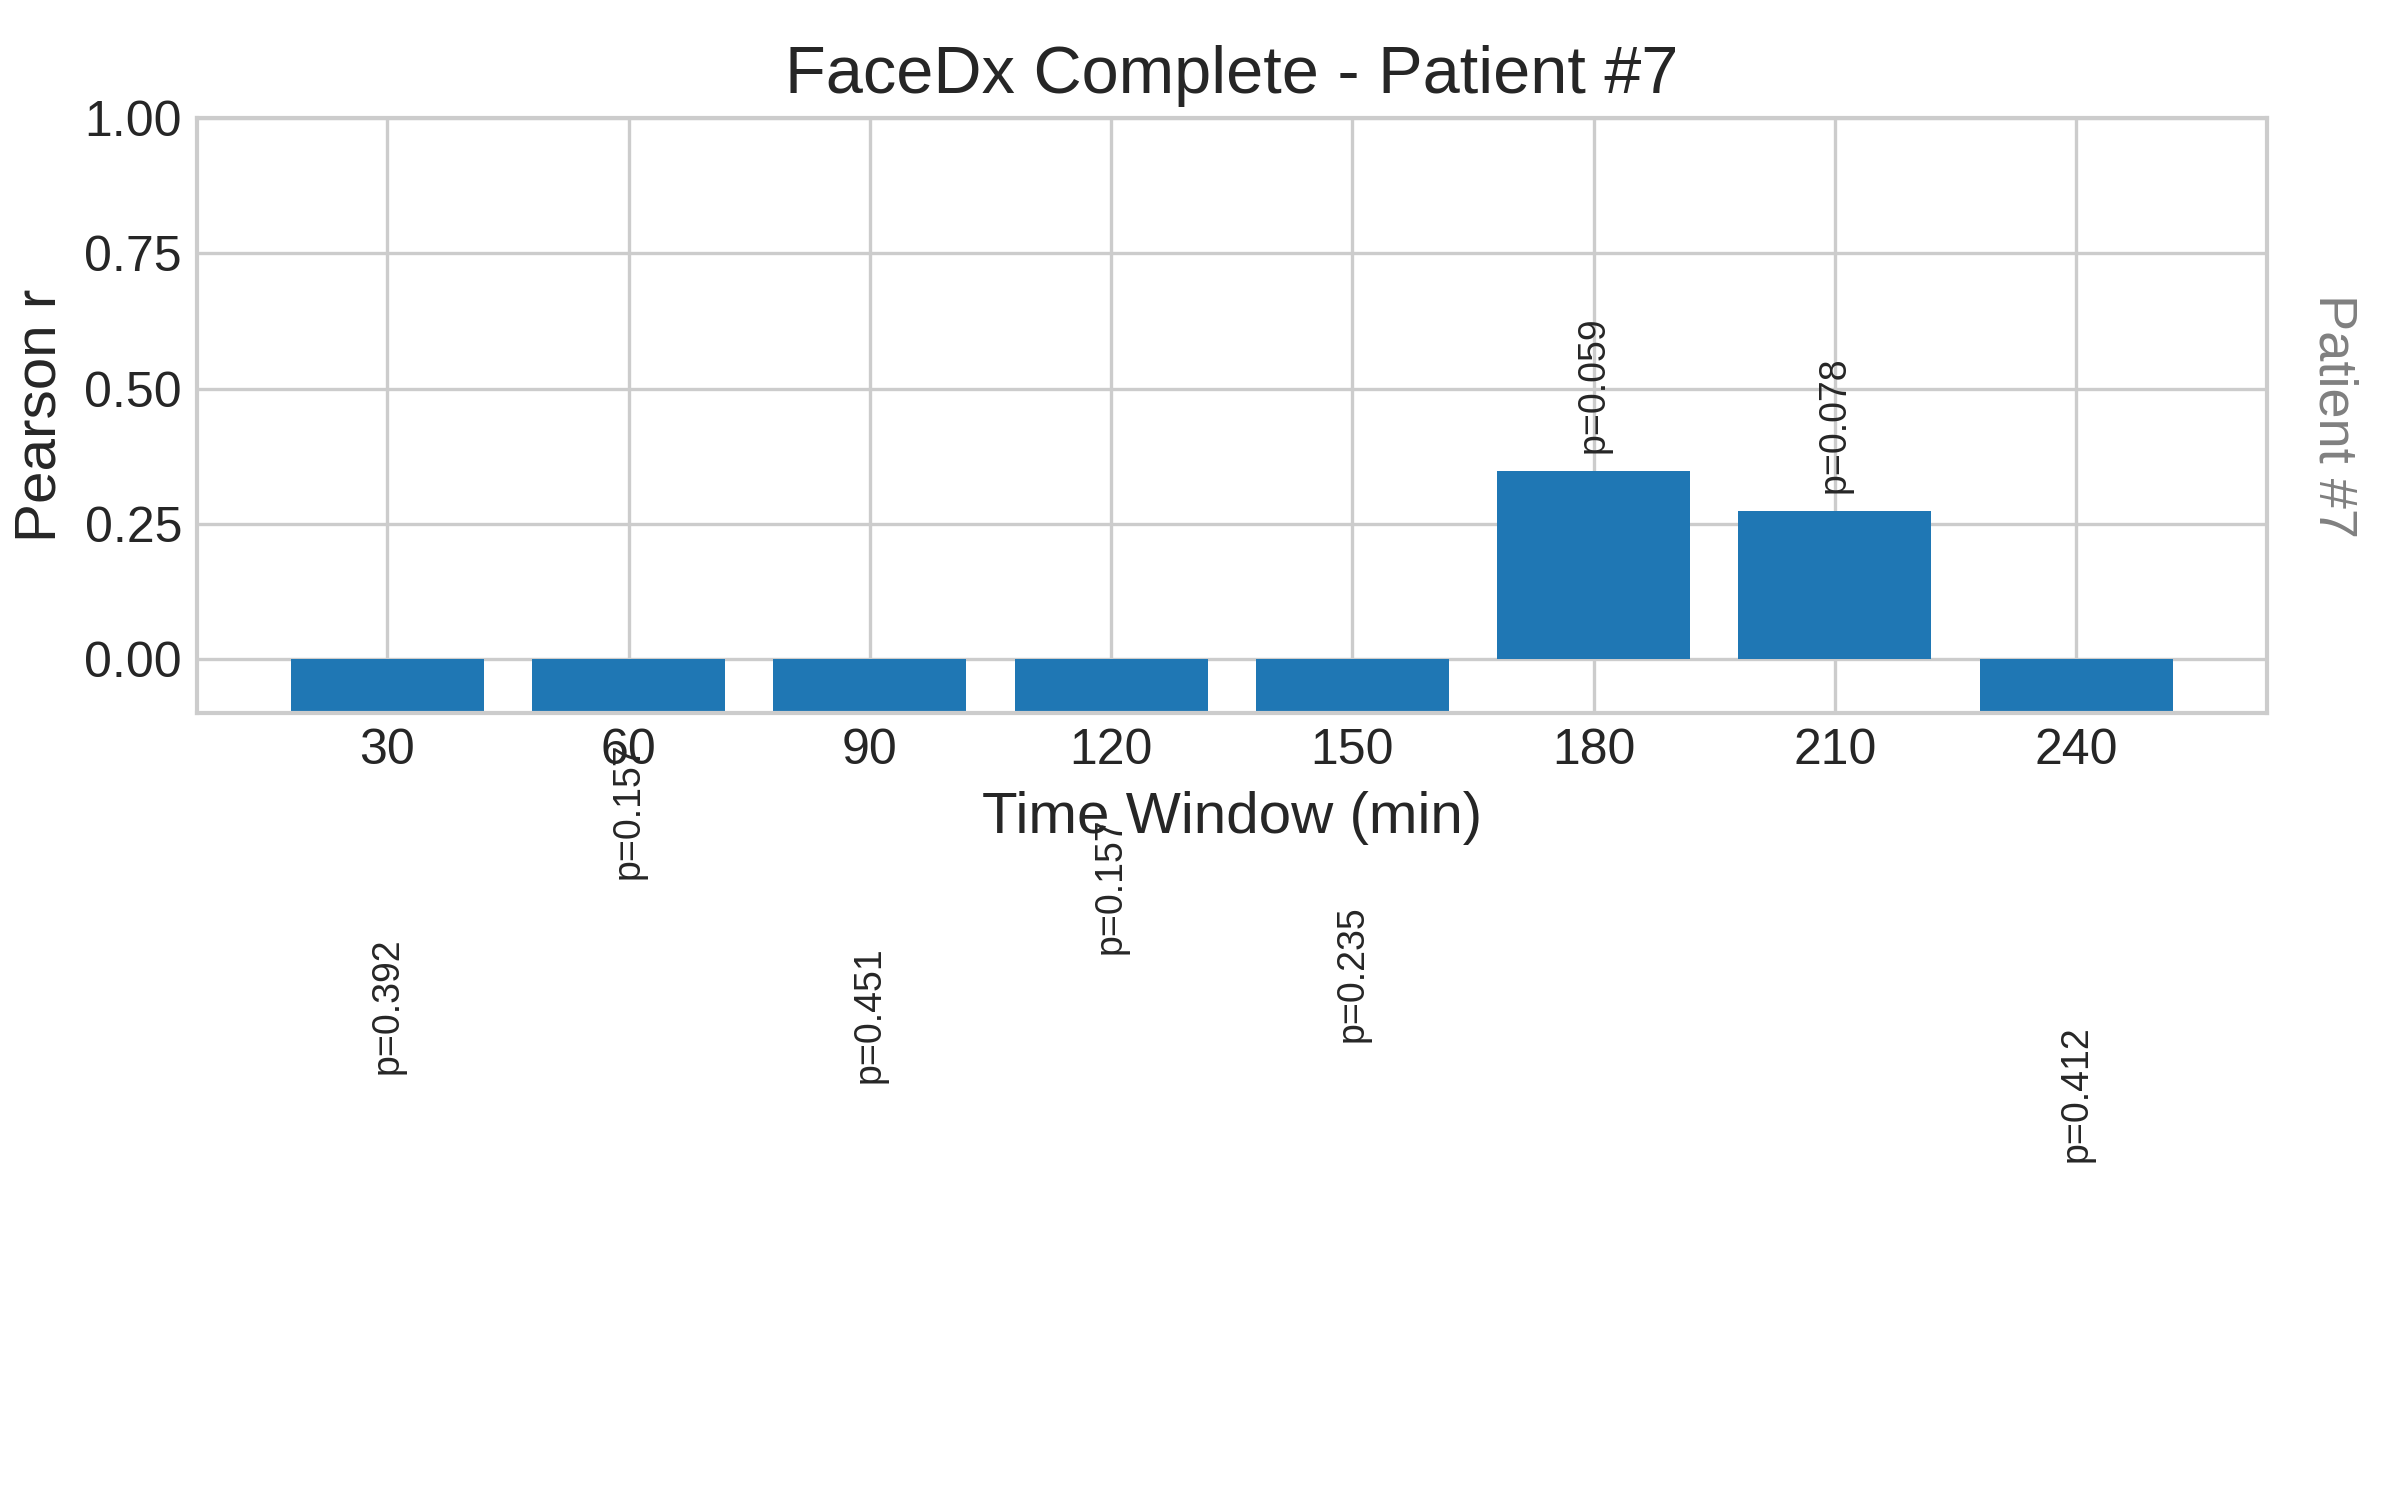 FaceDx Complete - Patient #7
1.00
0.75
0.50
0.25
0.00
Pearson r
p=0.059
p=0.078
Patient #7
30
60
90
120
150
180
210
240
Time Window (min)
p=0.392
p=0.157
p=0.451
p=0.157
p=0.235
p=0.412